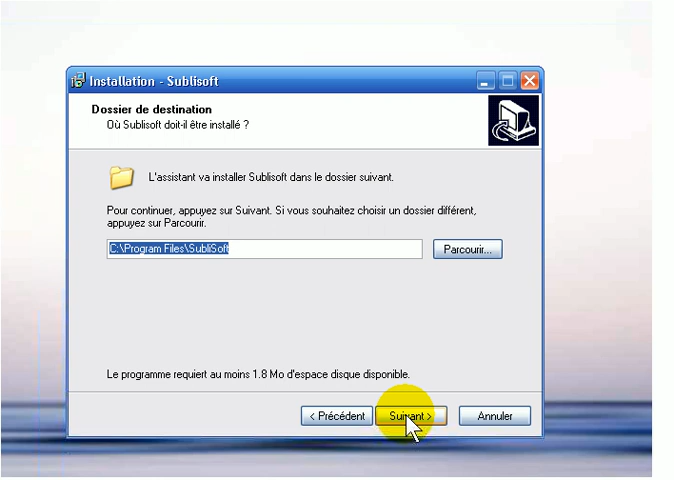 Installation - Sublisoft
Dossier de destination
Où Sublisoft doit-il être installé ?
L'assistant va installer Sublisoft dans le dossier suivant.
Pour continuer, appuyez sur Suivant. Si vous souhaitez choisir un dossier différent,
appuyez sur Parcourir.
C:\Program Files\SubliSoft
Parcourir...
Le programme requiert au moins 1.8 Mo d'espace disque disponible.
< Précédent
Suivant >
Annuler